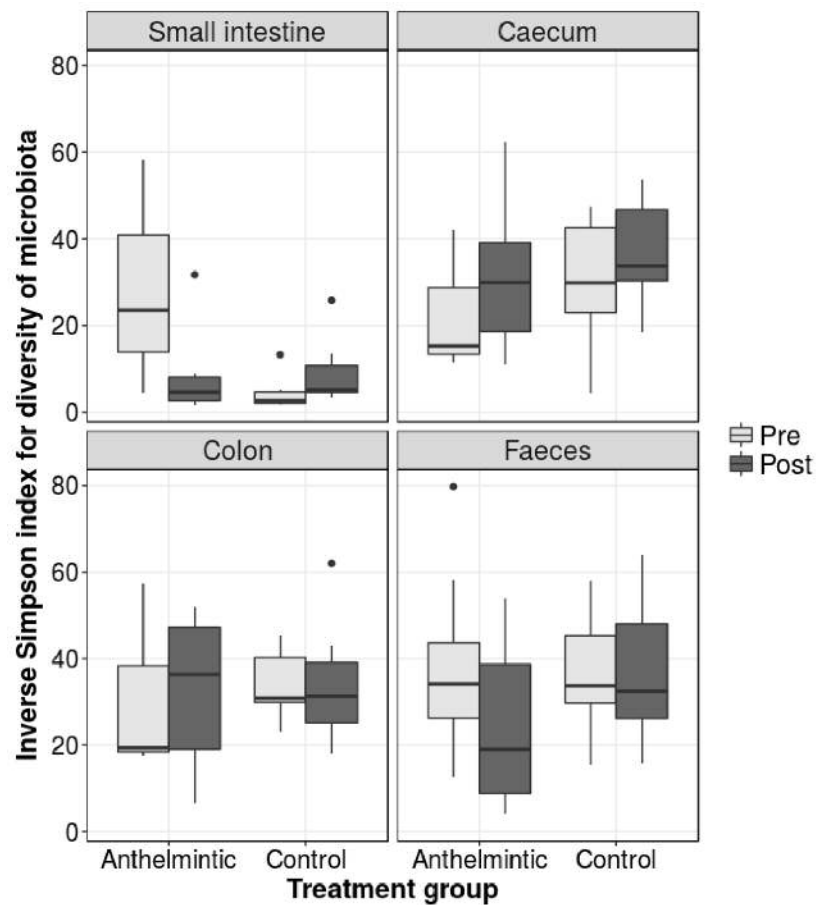 Inverse Simpson index for diversity of microbiota
Small intestine
Caecum
80
60
40
20
0
Colon
Faeces
80
60
40
20
0
Pre
Post
Anthelmintic
Control
Anthelmintic
Control
Treatment group